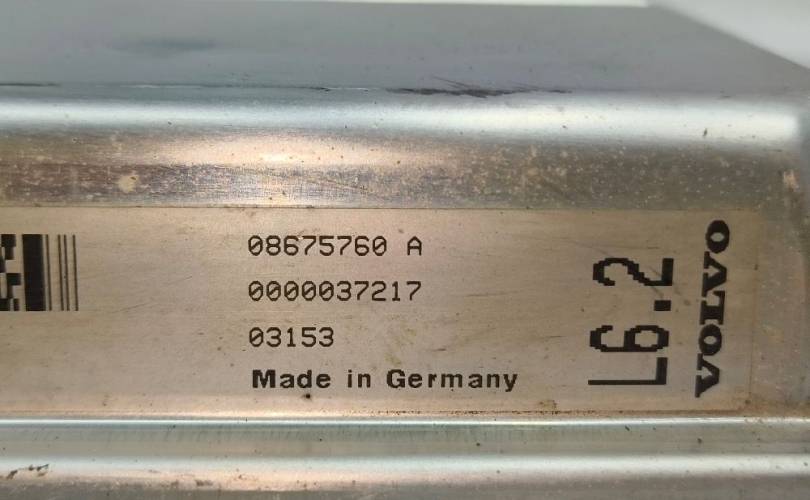 08675760 A
0000037217
03153
Made in Germany
L6.2
VOLVO